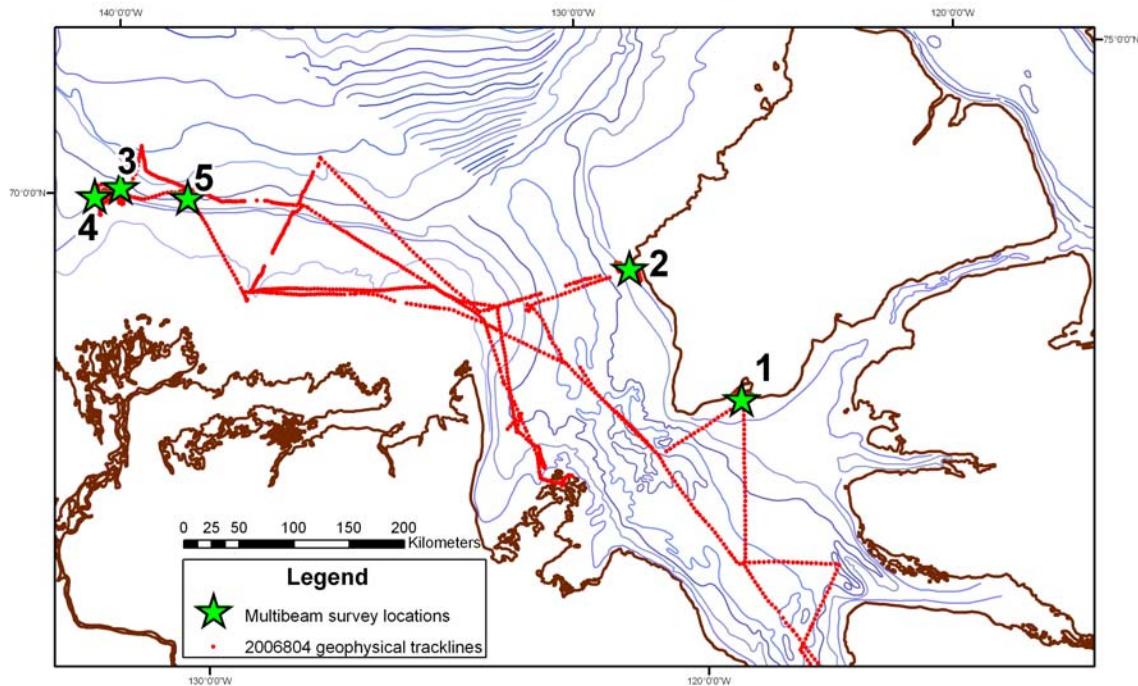 140°0'0"W 130°0'0"W 120°0'0"W
75°0'0"N
70°0'0"N
3
5
4
2
1
0 25 50 100 150 200
Kilometers
Legend
Multibeam survey locations
2006804 geophysical tracklines
130°0'0"W 120°0'0"W